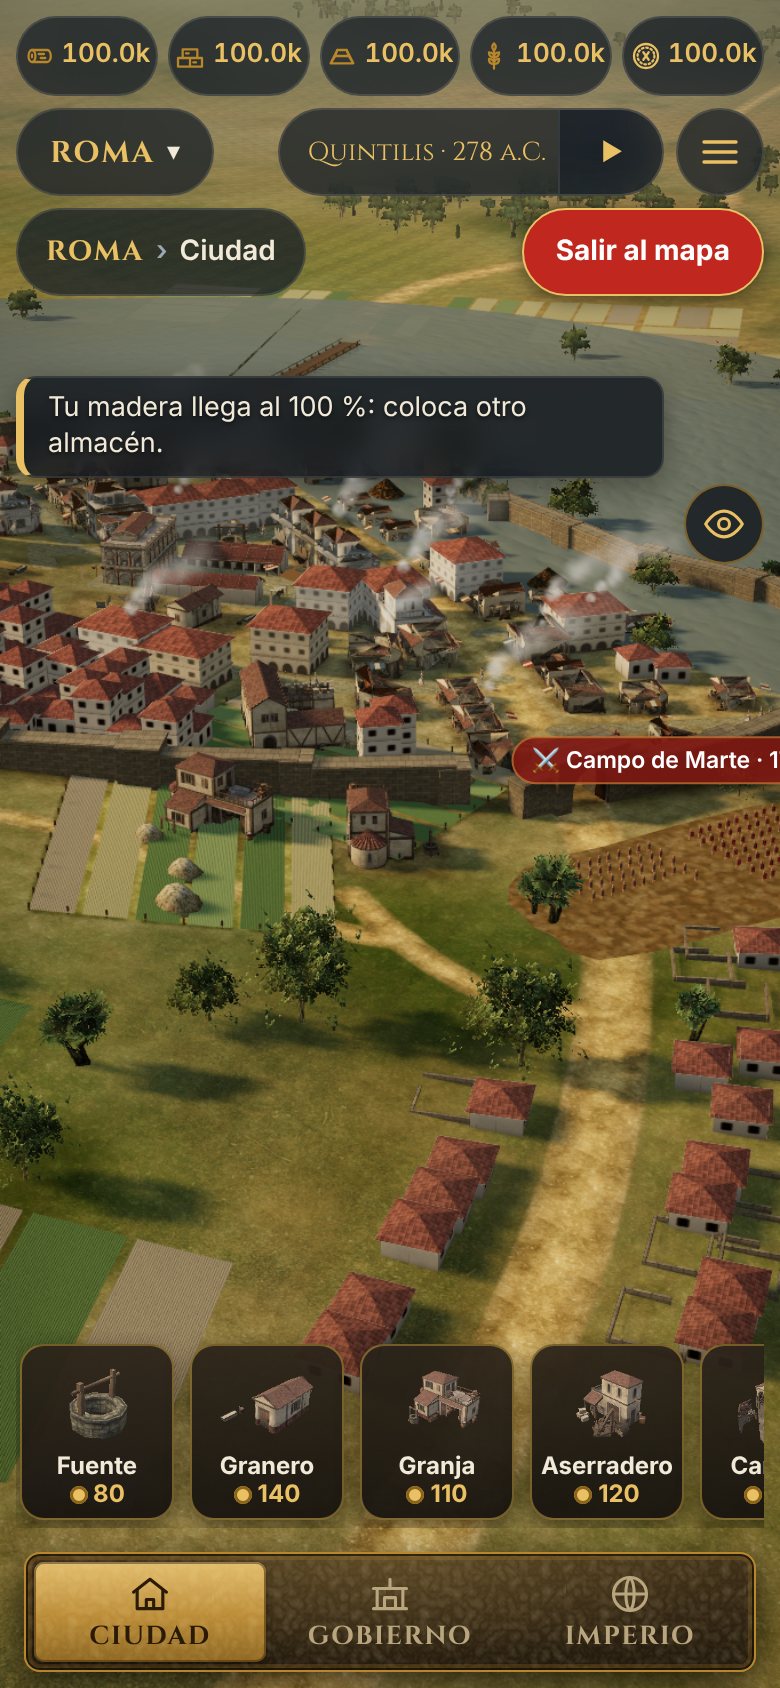 100.0k 100.0k 100.0k 100.0k 100.0k
ROMA ▾ QUINTILIS · 278 A.C.
ROMA › Ciudad Salir al mapa
Tu madera llega al 100 %: coloca otro
almacén.
Campo de Marte ·
Fuente Granero Granja Aserradero
80 140 110 120
CIUDAD GOBIERNO IMPERIO